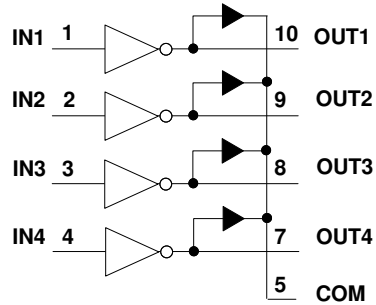 IN1 1 10 OUT1
IN2 2 9 OUT2
IN3 3 8 OUT3
IN4 4 7 OUT4
5 COM